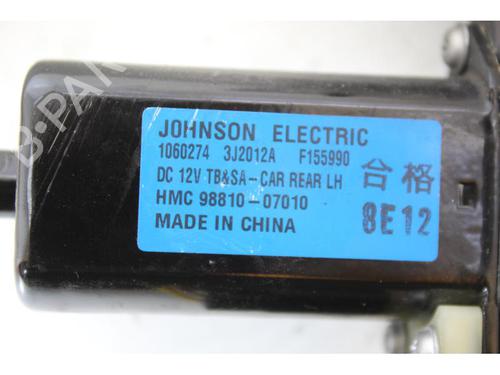 B-PARTS
JOHNSON ELECTRIC
1060274 3J2012A F155990
DC 12V TB&SA-CAR REAR LH
HMC 98810-07010
MADE IN CHINA
合格
8E12